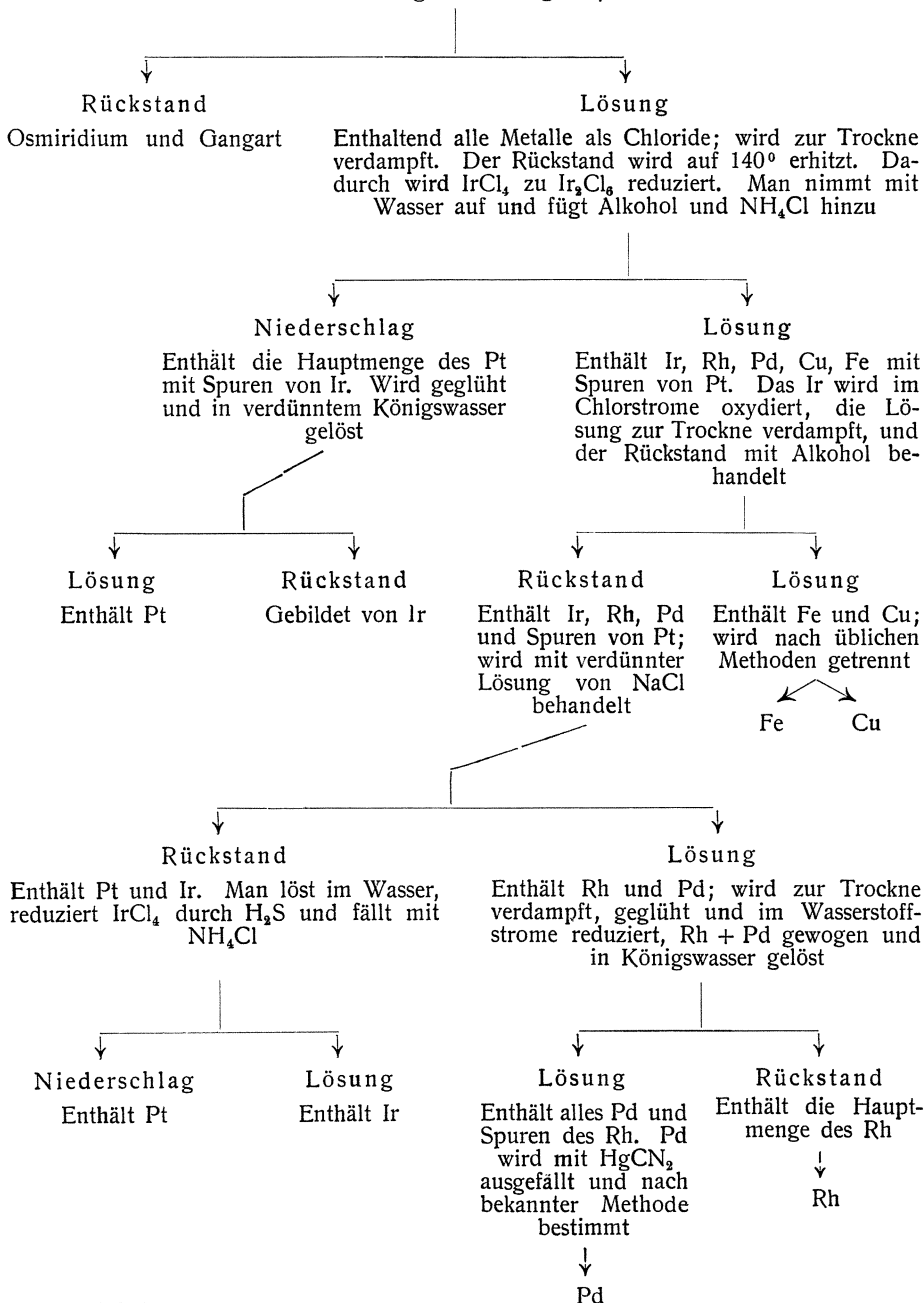 Rückstand
Osmiridium und Gangart
Lösung
Enthaltend alle Metalle als Chloride; wird zur Trockne
verdampft. Der Rückstand wird auf 140⁰ erhitzt. Da-
durch wird IrCl₄ zu Ir₂Cl₆ reduziert. Man nimmt mit
Wasser auf und fügt Alkohol und NH₄Cl hinzu
Niederschlag
Enthält die Hauptmenge des Pt
mit Spuren von Ir. Wird geglüht
und in verdünntem Königswasser
gelöst
Lösung
Enthält Ir, Rh, Pd, Cu, Fe mit
Spuren von Pt. Das Ir wird im
Chlorstrome oxydiert, die Lö-
sung zur Trockne verdampft, und
der Rückstand mit Alkohol be-
handelt
Lösung
Enthält Pt
Rückstand
Gebildet von Ir
Rückstand
Enthält Ir, Rh, Pd
und Spuren von Pt;
wird mit verdünnter
Lösung von NaCl
behandelt
Lösung
Enthält Fe und Cu;
wird nach üblichen
Methoden getrennt
Fe Cu
Rückstand
Enthält Pt und Ir. Man löst im Wasser,
reduziert IrCl₄ durch H₂S und fällt mit
NH₄Cl
Lösung
Enthält Rh und Pd; wird zur Trockne
verdampft, geglüht und im Wasserstoff-
strome reduziert, Rh + Pd gewogen und
in Königswasser gelöst
Niederschlag
Enthält Pt
Lösung
Enthält Ir
Lösung
Enthält alles Pd und
Spuren des Rh. Pd
wird mit HgCN₂
ausgefällt und nach
bekannter Methode
bestimmt
Pd
Rückstand
Enthält die Haupt-
menge des Rh
Rh